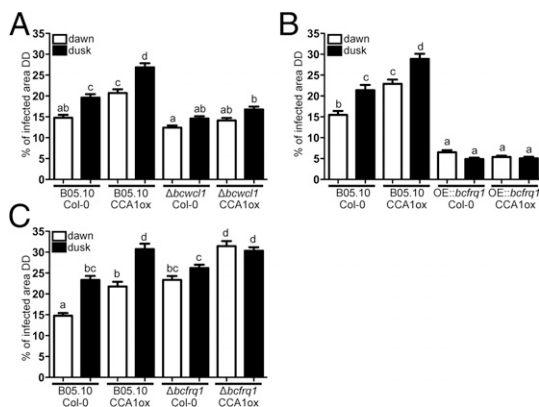 A
% of infected area DD
35
30
25
20
15
10
5
0
dawn
dusk
ab
c
c
d
a
ab
ab
b
B05.10
Col-0
B05.10
CCA1ox
Δbcwcl1
Col-0
Δbcwcl1
CCA1ox
B
% of infected area DD
35
30
25
20
15
10
5
0
dawn
dusk
b
c
c
d
a
a
a
a
B05.10
Col-0
B05.10
CCA1ox
OE::bcfrq1
Col-0
OE::bcfrq1
CCA1ox
C
% of infected area DD
35
30
25
20
15
10
5
0
dawn
dusk
a
bc
b
d
bc
c
d
d
B05.10
Col-0
B05.10
CCA1ox
Δbcfrq1
Col-0
Δbcfrq1
CCA1ox